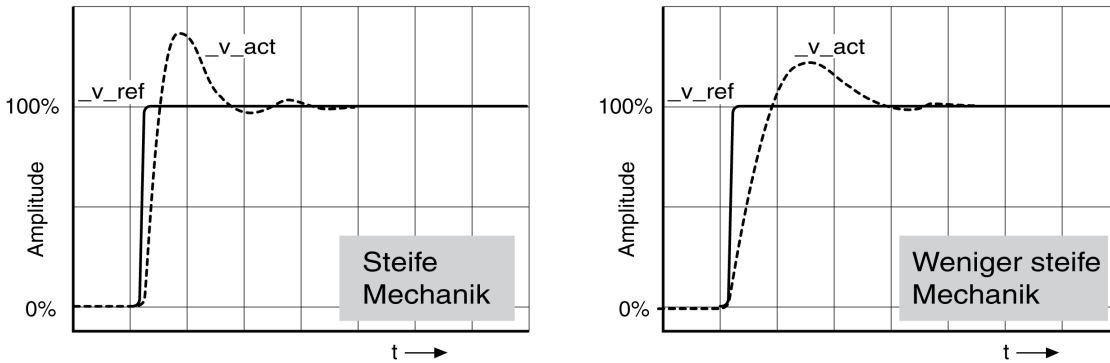 _v_act
_v_ref
100%
Amplitude
Steife
Mechanik
0%
t
_v_act
_v_ref
100%
Amplitude
Weniger steife
Mechanik
0%
t